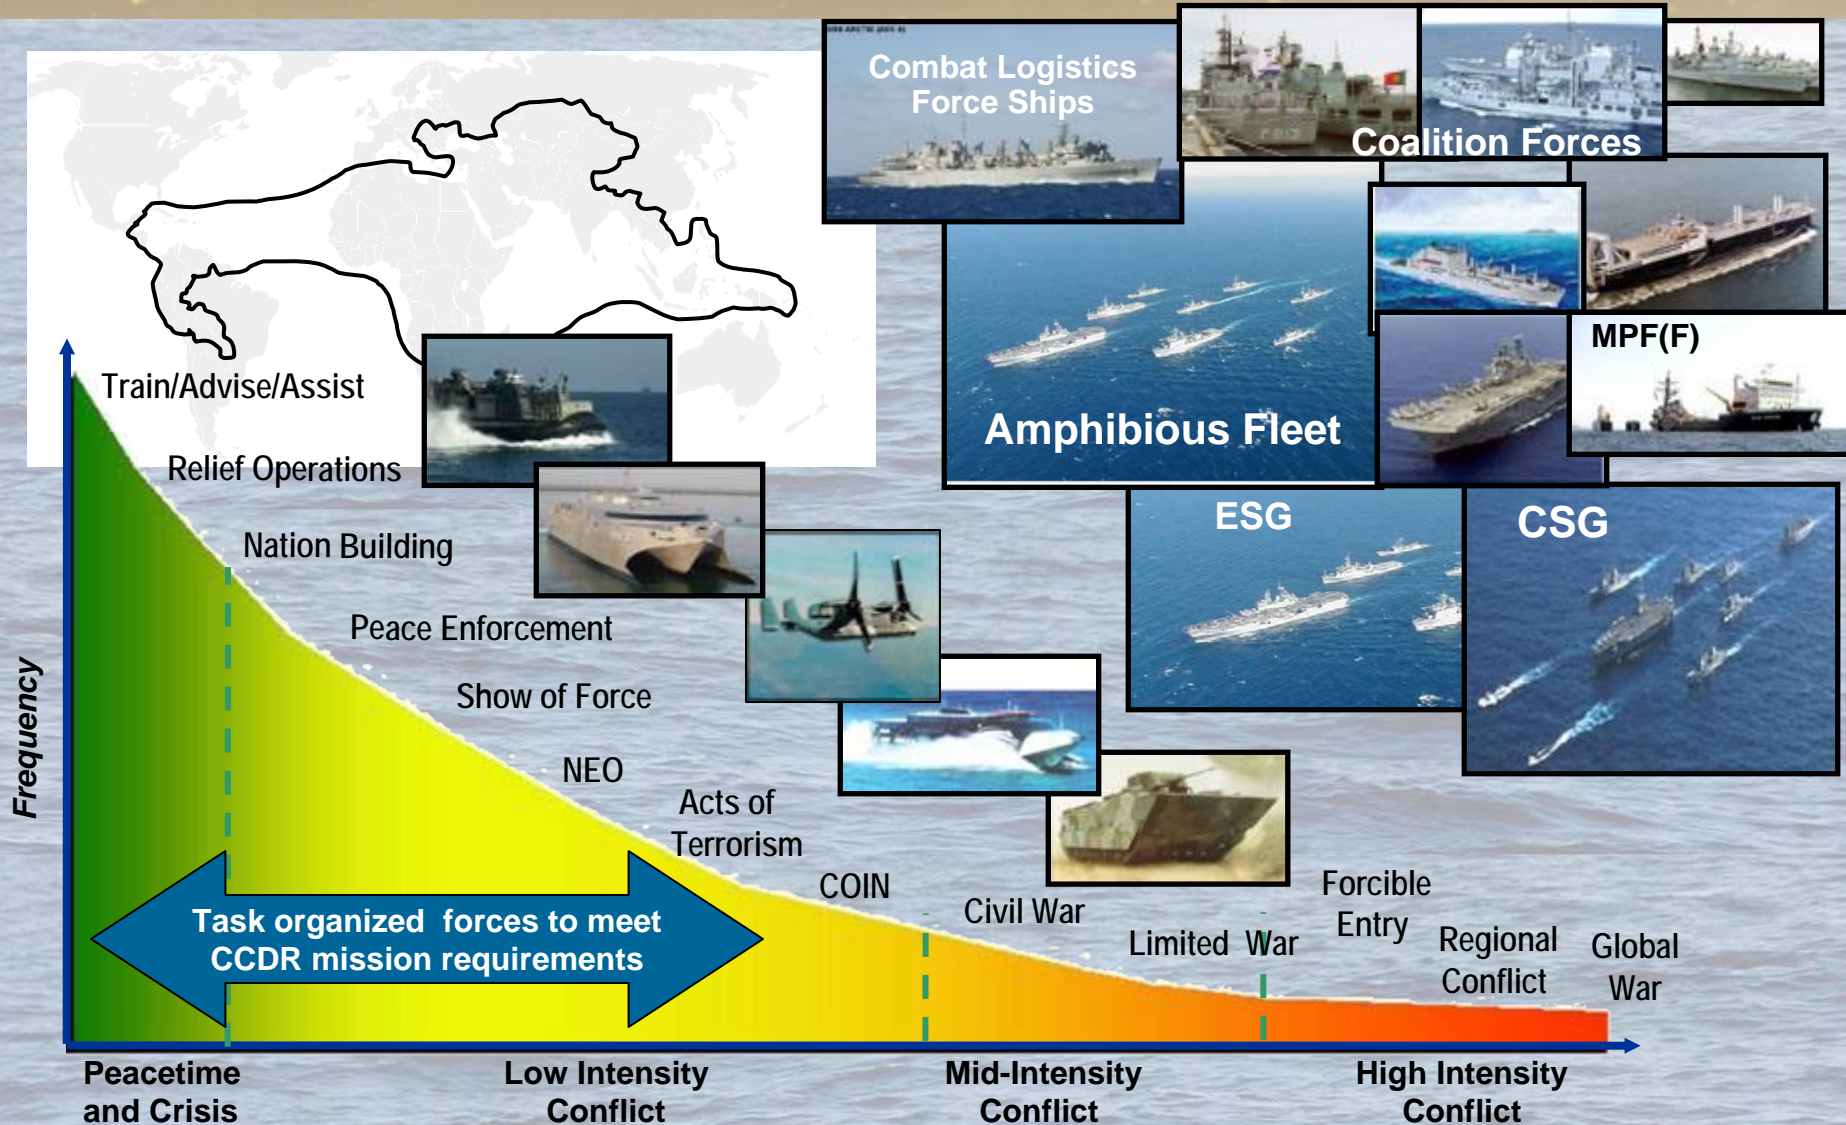 Combat Logistics
Force Ships
Coalition Forces
MPF(F)
Amphibious Fleet
ESG
CSG
Train/Advise/Assist
Relief Operations
Nation Building
Peace Enforcement
Show of Force
NEO
Acts of
Terrorism
COIN
Civil War
Limited War
Forcible
Entry
Regional
Conflict
Global
War
Frequency
Task organized forces to meet
CCDR mission requirements
Peacetime
and Crisis
Low Intensity
Conflict
Mid-Intensity
Conflict
High Intensity
Conflict